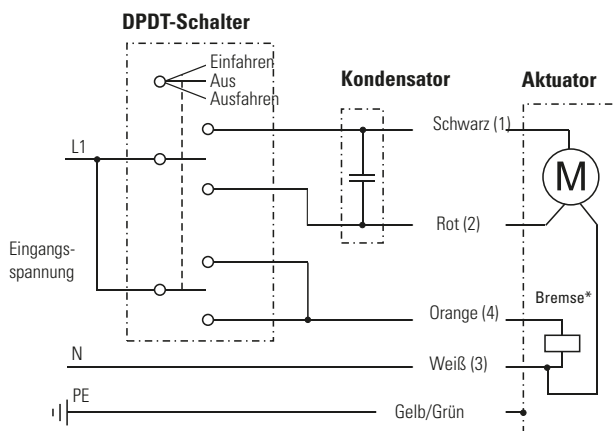 DPDT-Schalter
Einfahren
Aus
Ausfahren
Kondensator
Aktuator
Schwarz (1)
L1
M
Rot (2)
Eingangs-
spannung
Bremse*
Orange (4)
N
Weiß (3)
PE
Gelb/Grün